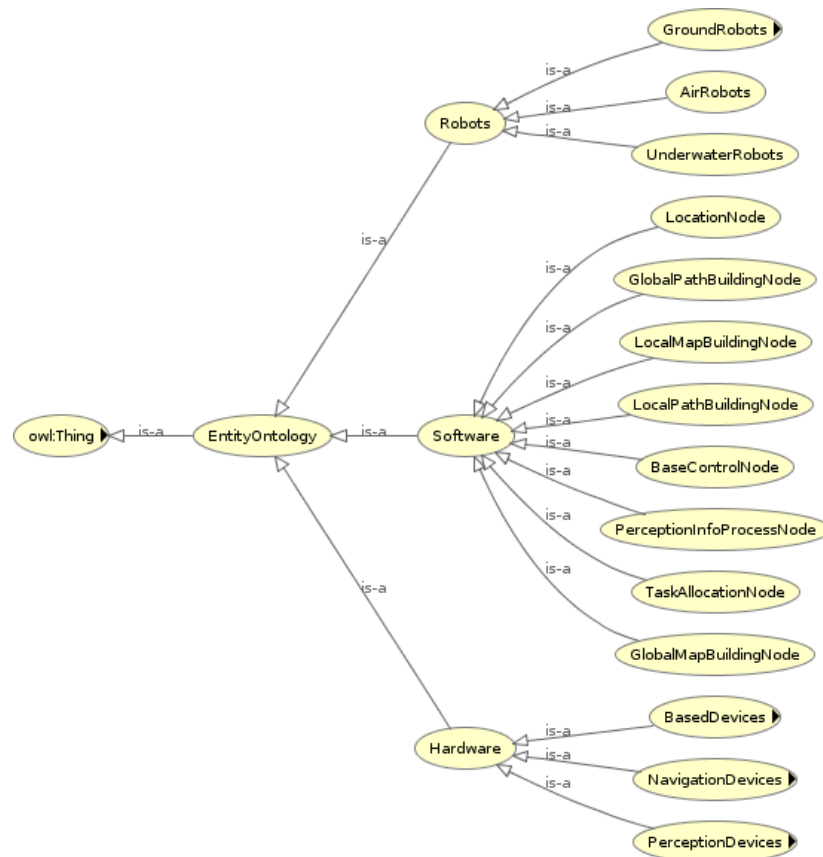 GroundRobots
is-a
AirRobots
is-a
Robots
is-a
UnderwaterRobots
LocationNode
is-a
is-a
GlobalPathBuildingNode
is-a
LocalMapBuildingNode
is-a
LocalPathBuildingNode
is-a
owl:Thing
is-a
EntityOntology
is-a
Software
is-a
BaseControlNode
is-a
PerceptionInfoProcessNode
is-a
TaskAllocationNode
is-a
is-a
GlobalMapBuildingNode
BasedDevices
is-a
Hardware
is-a
NavigationDevices
is-a
PerceptionDevices